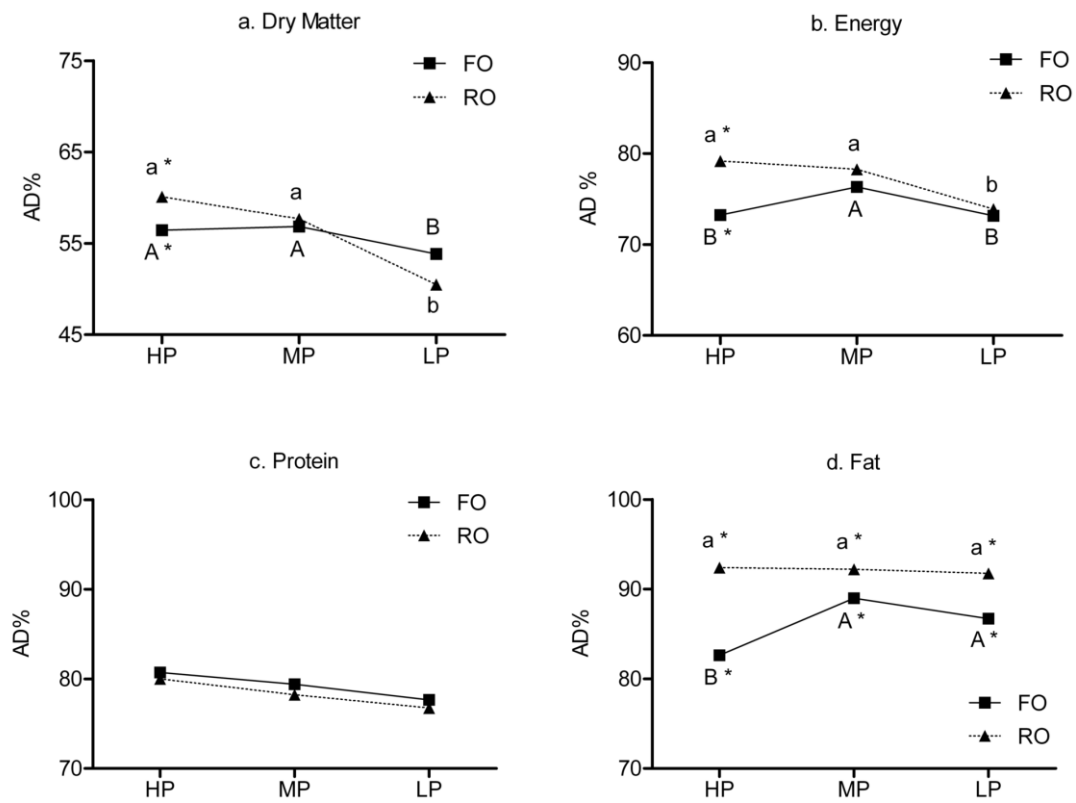 a. Dry Matter
75
65
55
45
AD%
FO
RO
a *
a
B
A *
A
b
HP MP LP
b. Energy
90
80
70
60
AD %
FO
RO
a *
a
b
B *
A
B
HP MP LP
c. Protein
100
90
80
70
AD%
FO
RO
HP MP LP
d. Fat
100
90
80
70
AD%
a * a * a *
A * A *
B *
FO
RO
HP MP LP